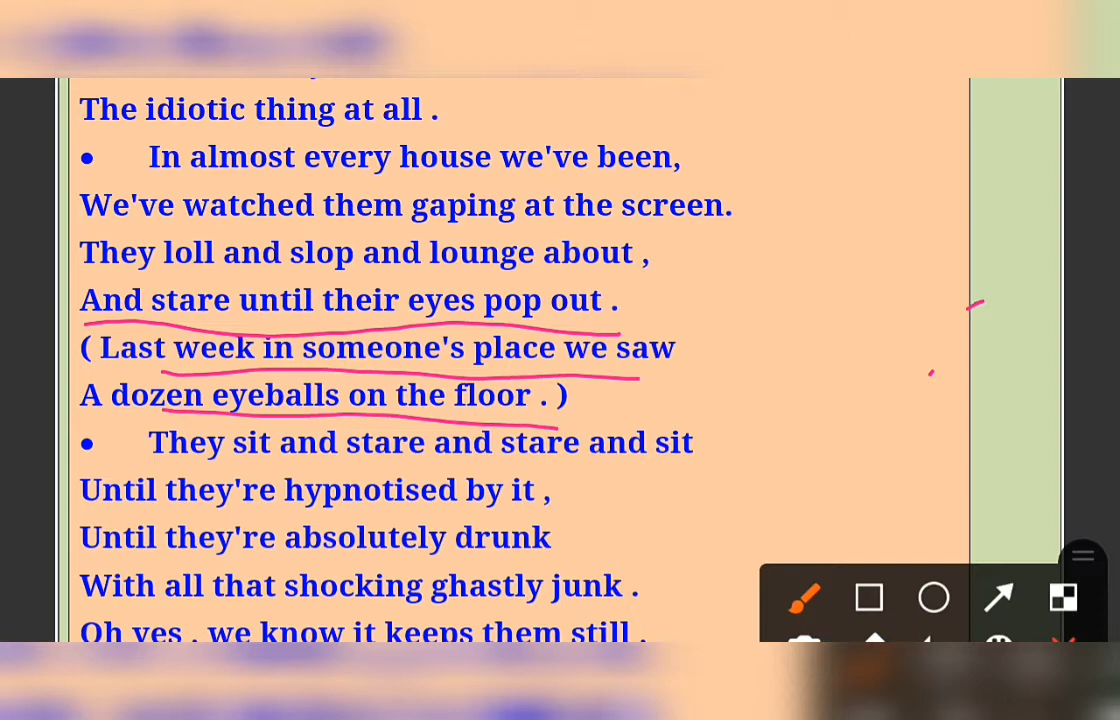 The idiotic thing at all .
• In almost every house we've been,
We've watched them gaping at the screen.
They loll and slop and lounge about ,
And stare until their eyes pop out .
( Last week in someone's place we saw
A dozen eyeballs on the floor . )
• They sit and stare and stare and sit
Until they're hypnotised by it ,
Until they're absolutely drunk
With all that shocking ghastly junk .
Oh yes , we know it keeps them still ,